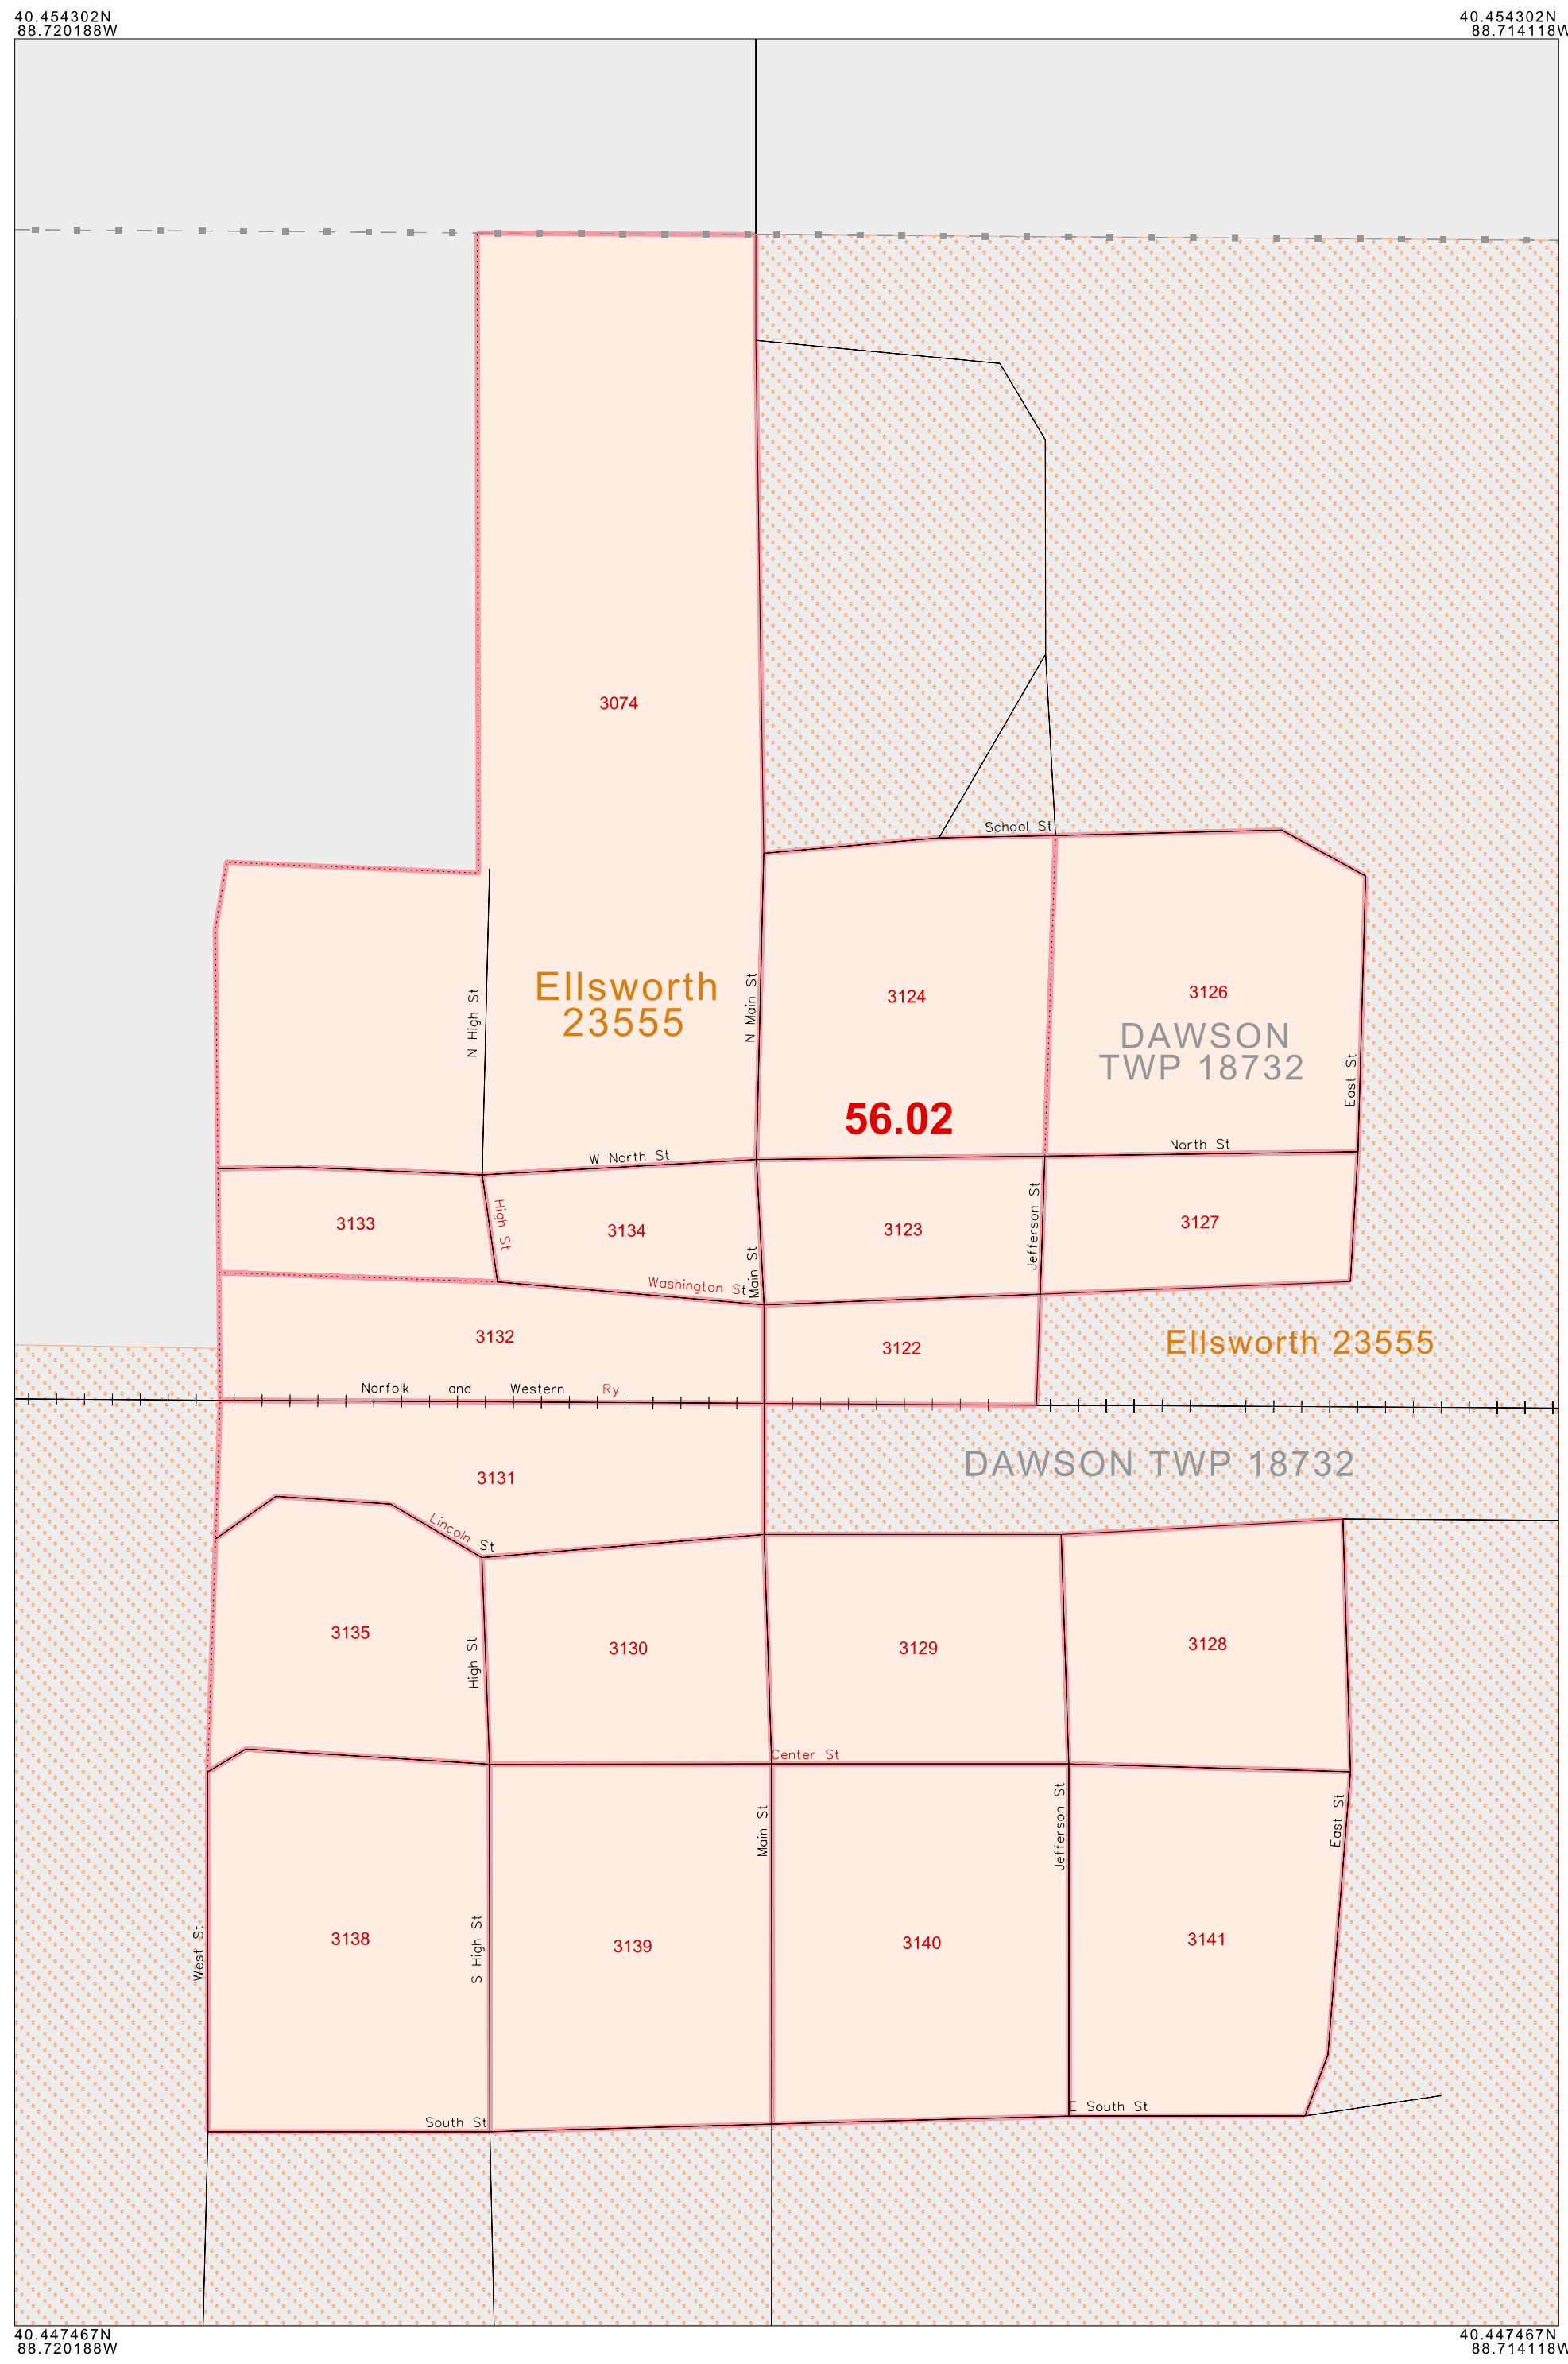 40.454302N
88.720188W
40.454302N
88.714118W
3074
School St
N High St
Ellsworth
23555
N Main St
3124
3126
DAWSON
TWP 18732
East St
56.02
W North St
North St
3133
High St
3134
Main St
3123
Jefferson St
3127
Washington St
3132
3122
Ellsworth 23555
Norfolk and Western Ry
3131
DAWSON TWP 18732
Lincoln St
3135
High St
3130
3129
3128
Center St
Main St
Jefferson St
East St
West St
3138
S High St
3139
3140
3141
South St
E South St
40.447467N
88.720188W
40.447467N
88.714118W